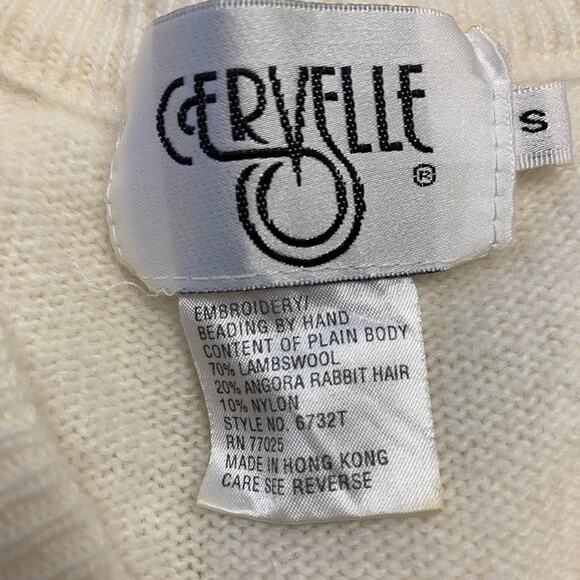 CERVELLE
®
S
EMBROIDERY/
BEADING BY HAND
CONTENT OF PLAIN BODY
70% LAMBSWOOL
20% ANGORA RABBIT HAIR
10% NYLON
STYLE NO. 6732T
RN 77025
MADE IN HONG KONG
CARE SEE REVERSE